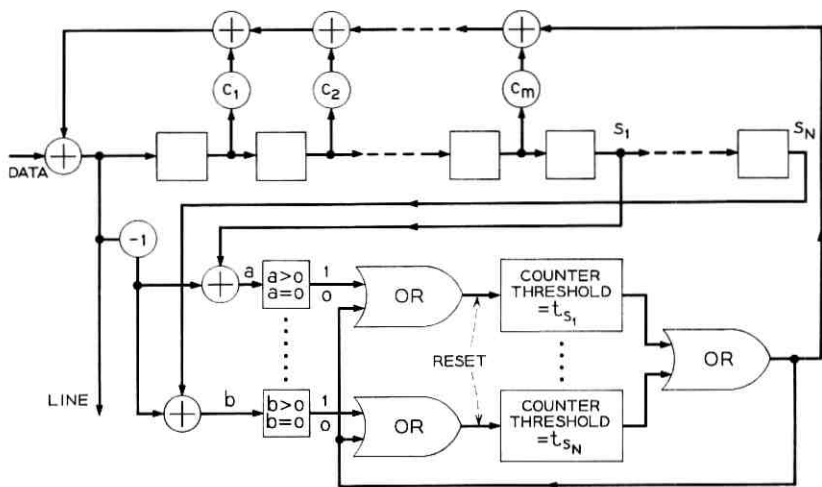 + + +
c1 c2 cm
s1 sN
+
DATA
-1
+ a a>0 1
a=0 0
OR
COUNTER
THRESHOLD
=ts1
RESET
OR
LINE
+ b b>0 1
b=0 0
OR
COUNTER
THRESHOLD
=tsN